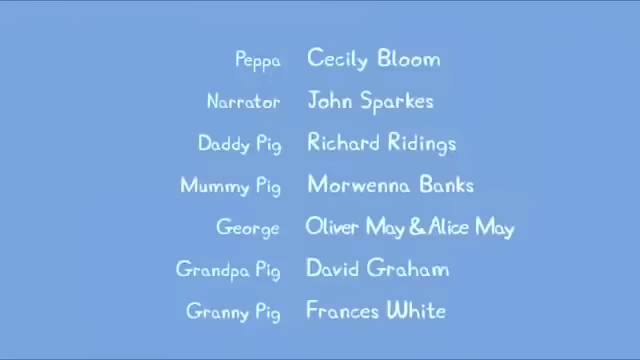 Peppa Cecily Bloom
Narrator John Sparkes
Daddy Pig Richard Ridings
Mummy Pig Morwenna Banks
George Oliver May & Alice May
Grandpa Pig David Graham
Granny Pig Frances White